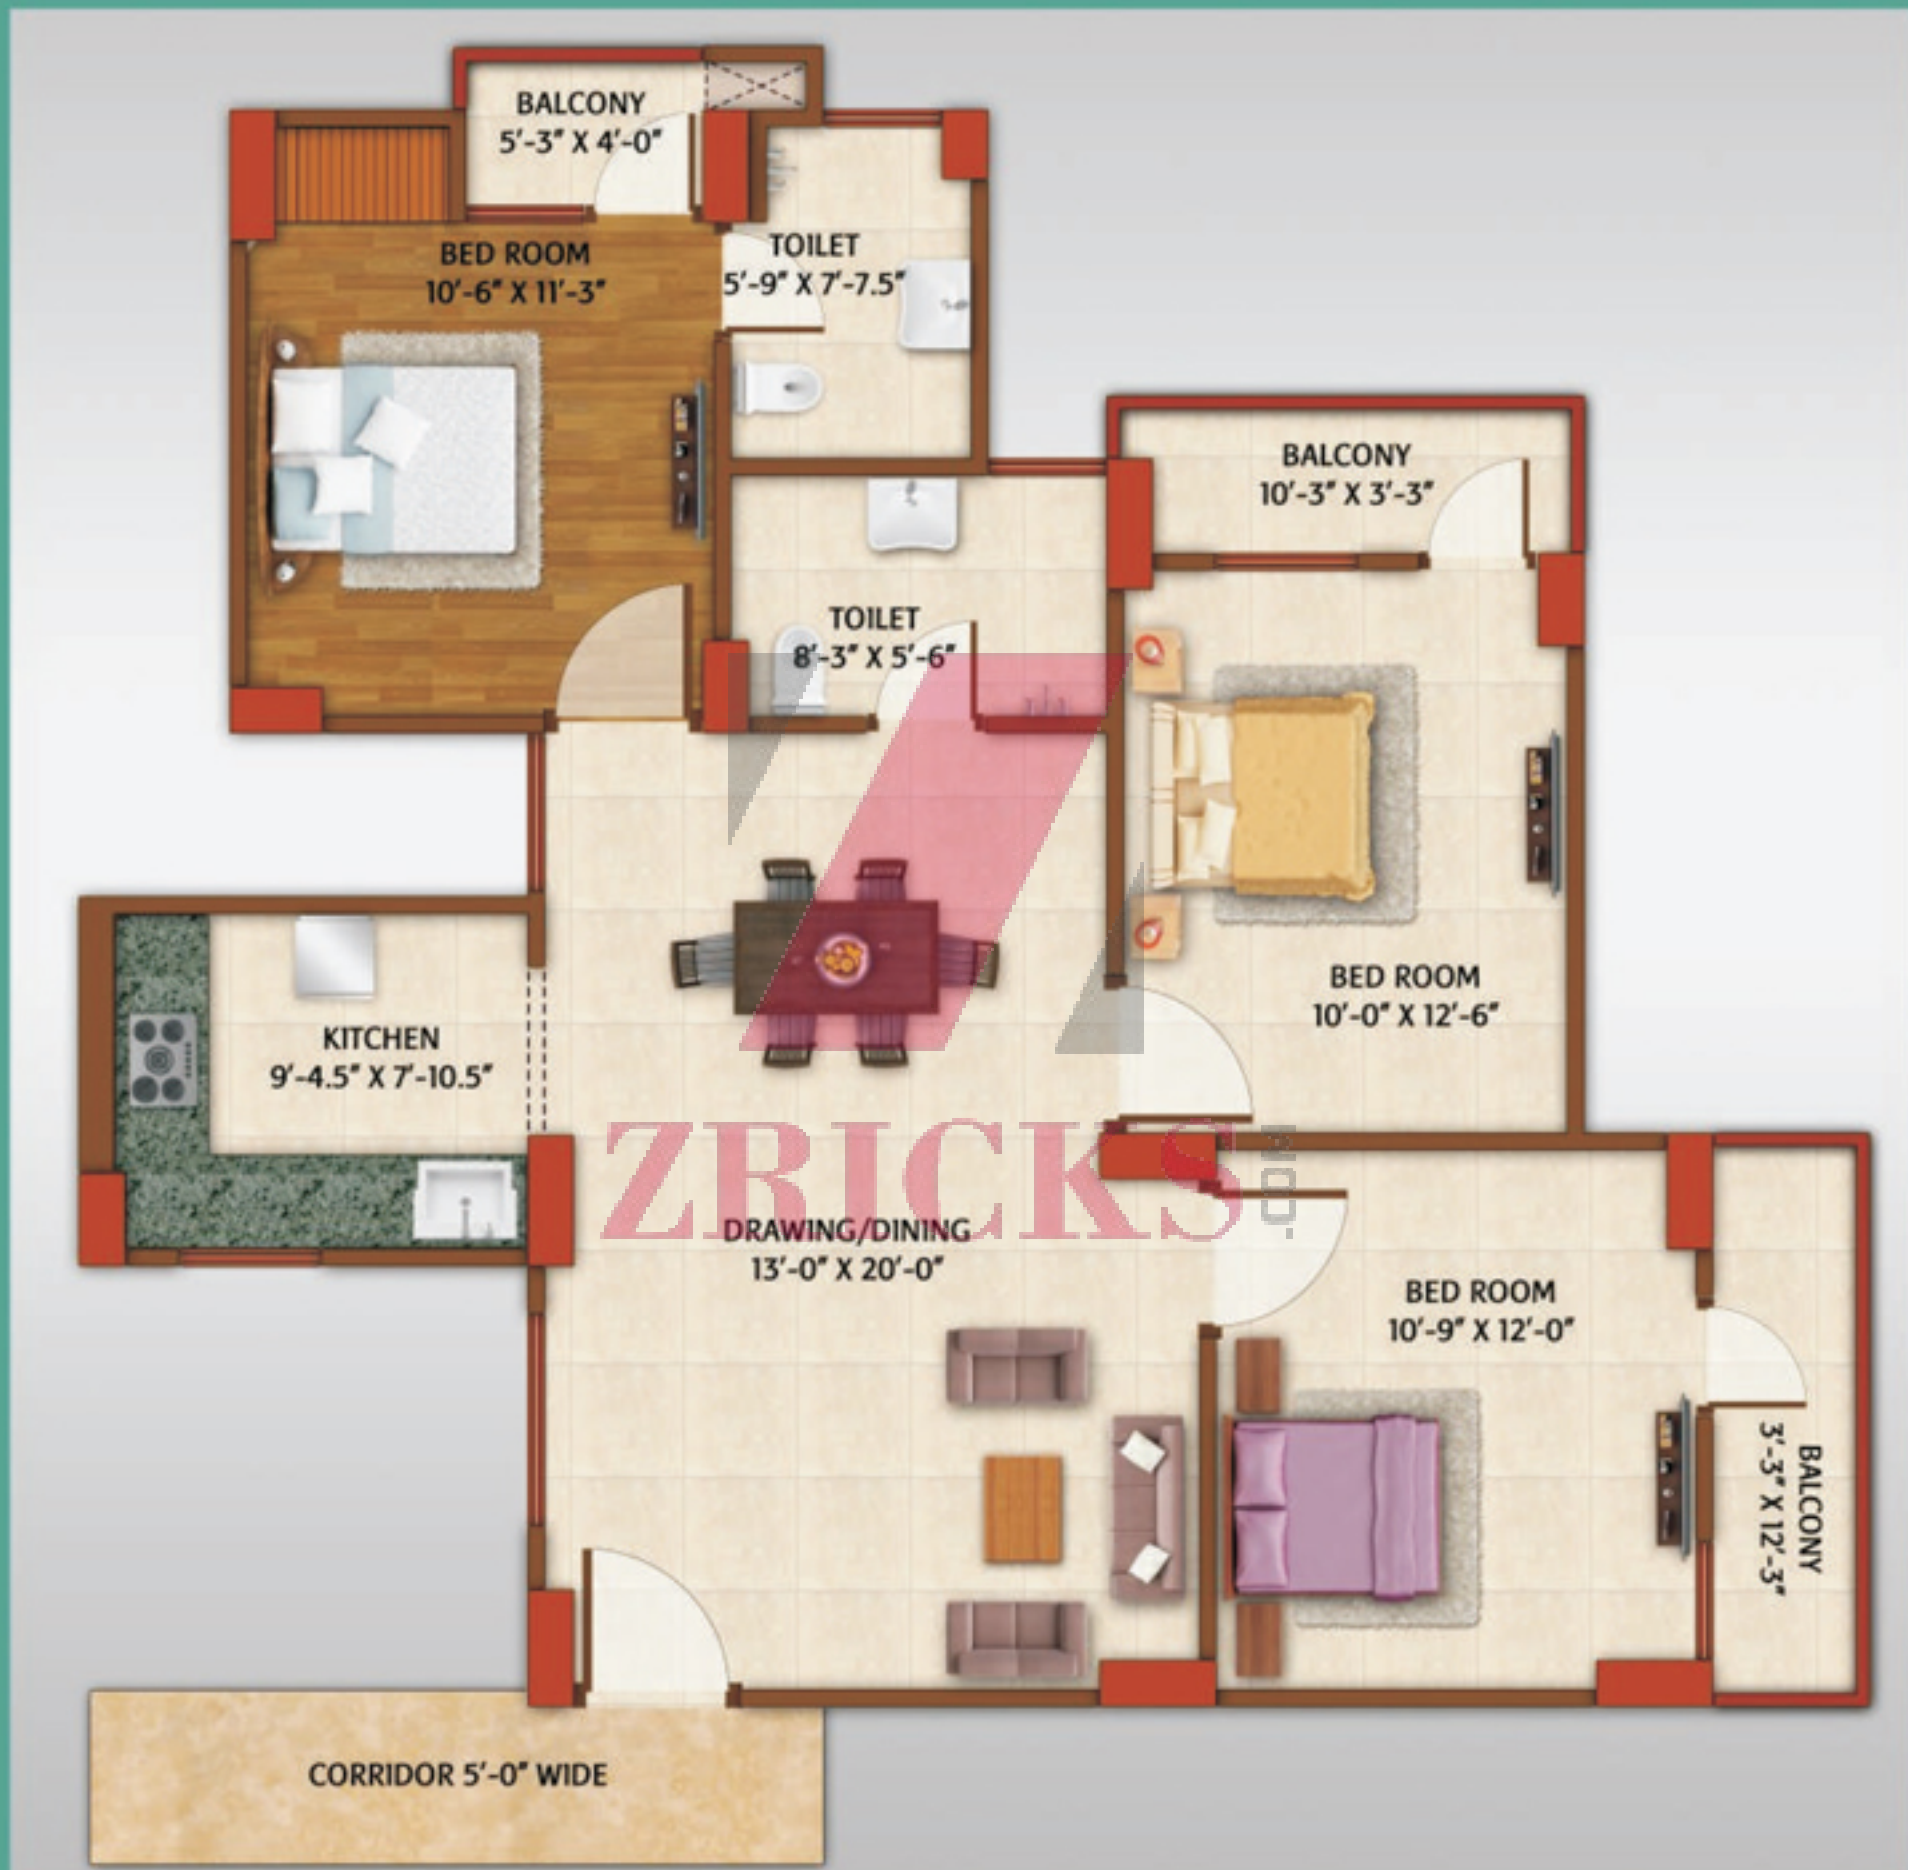 BALCONY
5'-3" X 4'-0"
BED ROOM
10'-6" X 11'-3"
TOILET
5'-9" X 7'-7.5"
BALCONY
10'-3" X 3'-3"
TOILET
8'-3" X 5'-6"
BED ROOM
10'-0" X 12'-6"
KITCHEN
9'-4.5" X 7'-10.5"
ZRICKS
DRAWING/DINING
13'-0" X 20'-0"
BED ROOM
10'-9" X 12'-0"
BALCONY
3'-3" X 12'-3"
CORRIDOR 5'-0" WIDE